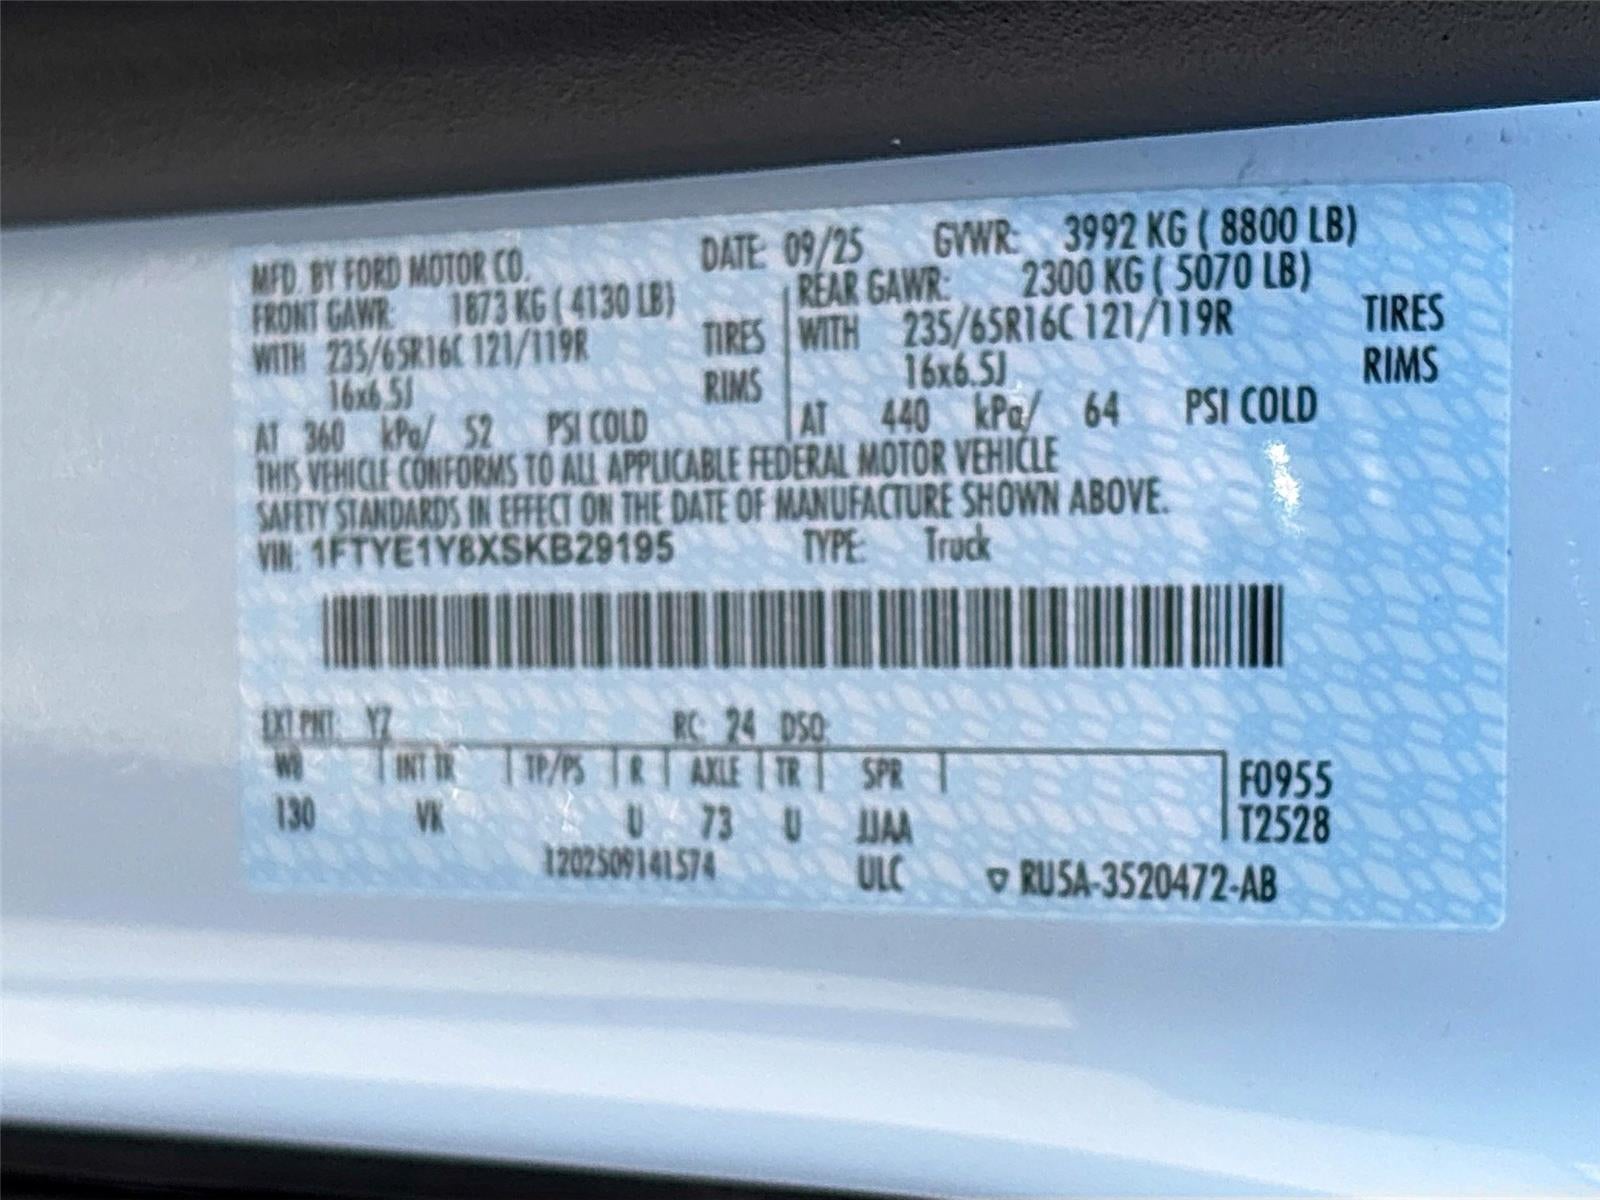 MFD. BY FORD MOTOR CO. DATE: 09/25 GVWR: 3992 KG ( 8800 LB)
FRONT GAWR: 1873 KG ( 4130 LB) REAR GAWR: 2300 KG ( 5070 LB)
WITH 235/65R16C 121/119R TIRES WITH 235/65R16C 121/119R TIRES
16x6.5J RIMS 16x6.5J RIMS
AT 360 kPa/ 52 PSI COLD AT 440 kPa/ 64 PSI COLD
THIS VEHICLE CONFORMS TO ALL APPLICABLE FEDERAL MOTOR VEHICLE
SAFETY STANDARDS IN EFFECT ON THE DATE OF MANUFACTURE SHOWN ABOVE.
VIN: 1FTYE1Y8XSKB29195 TYPE: Truck
EXT PNT: YZ RC: 24 DSO:
WB INT TR TP/PS R AXLE TR SPR F0955
130 VK U 73 U JJAA T2528
1202509141574 ULC RU5A-3520472-AB